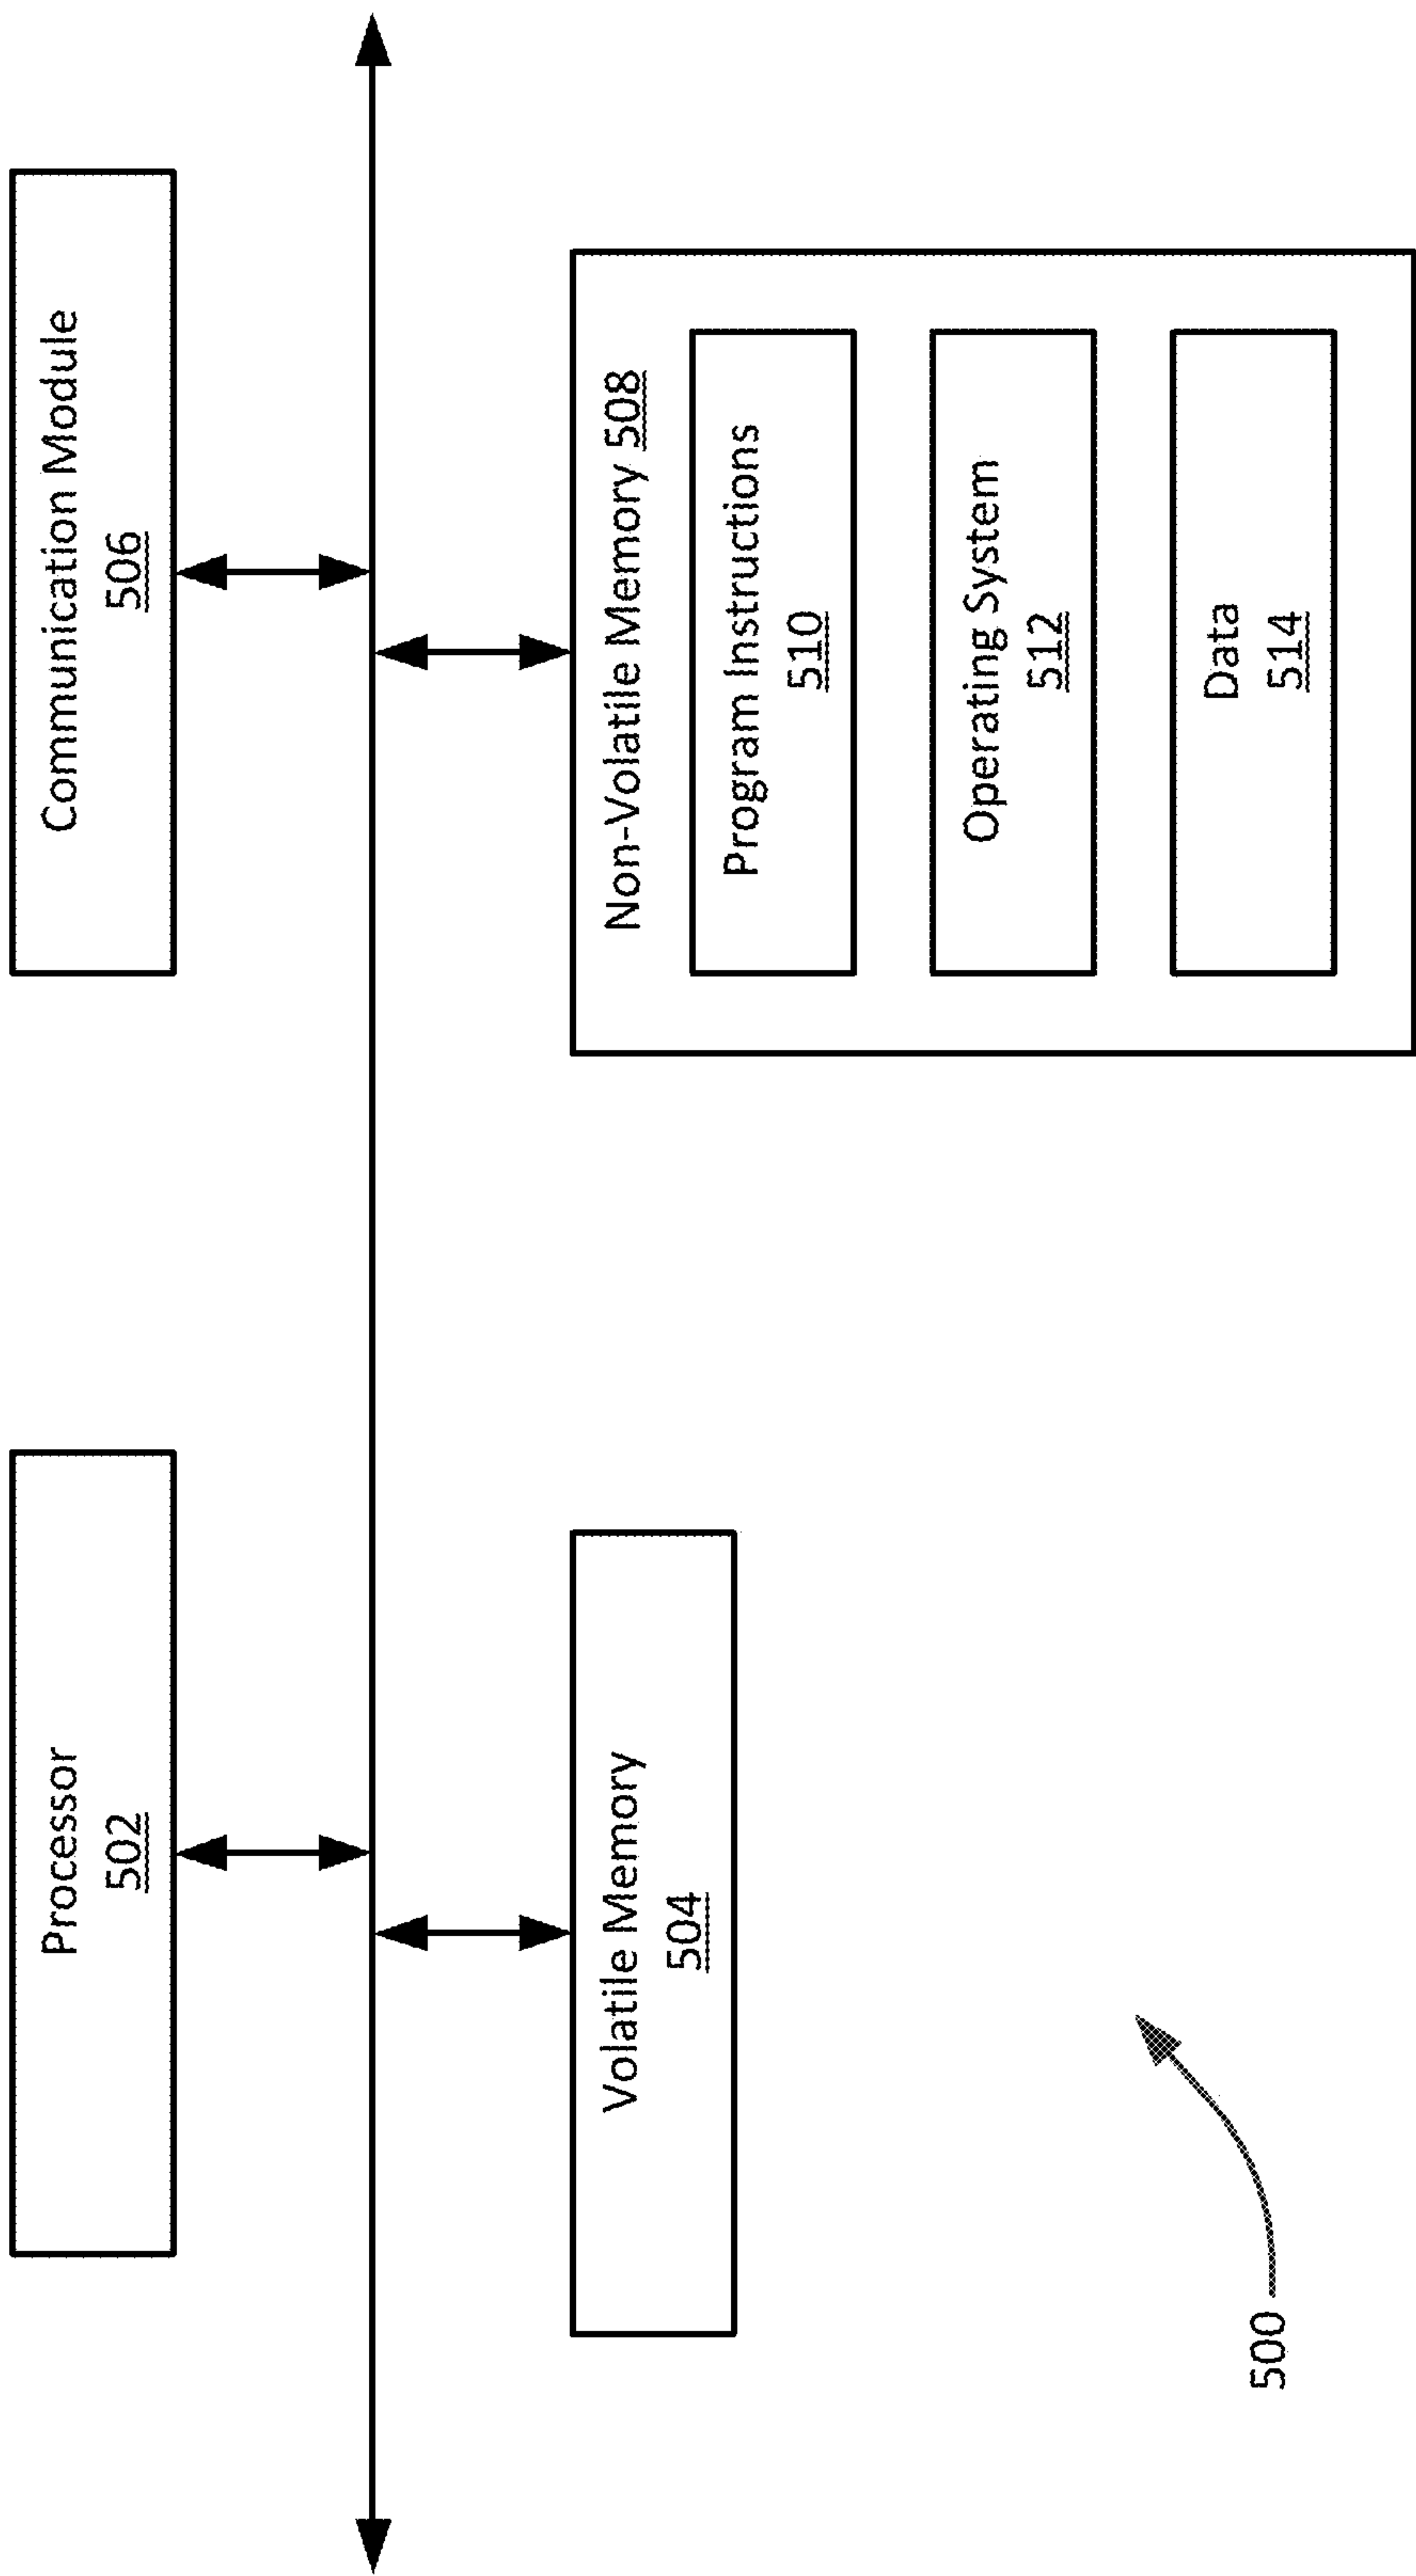 Processor
502
Communication Module
506
Volatile Memory
504
Non-Volatile Memory 508
Program Instructions
510
Operating System
512
Data
514
500